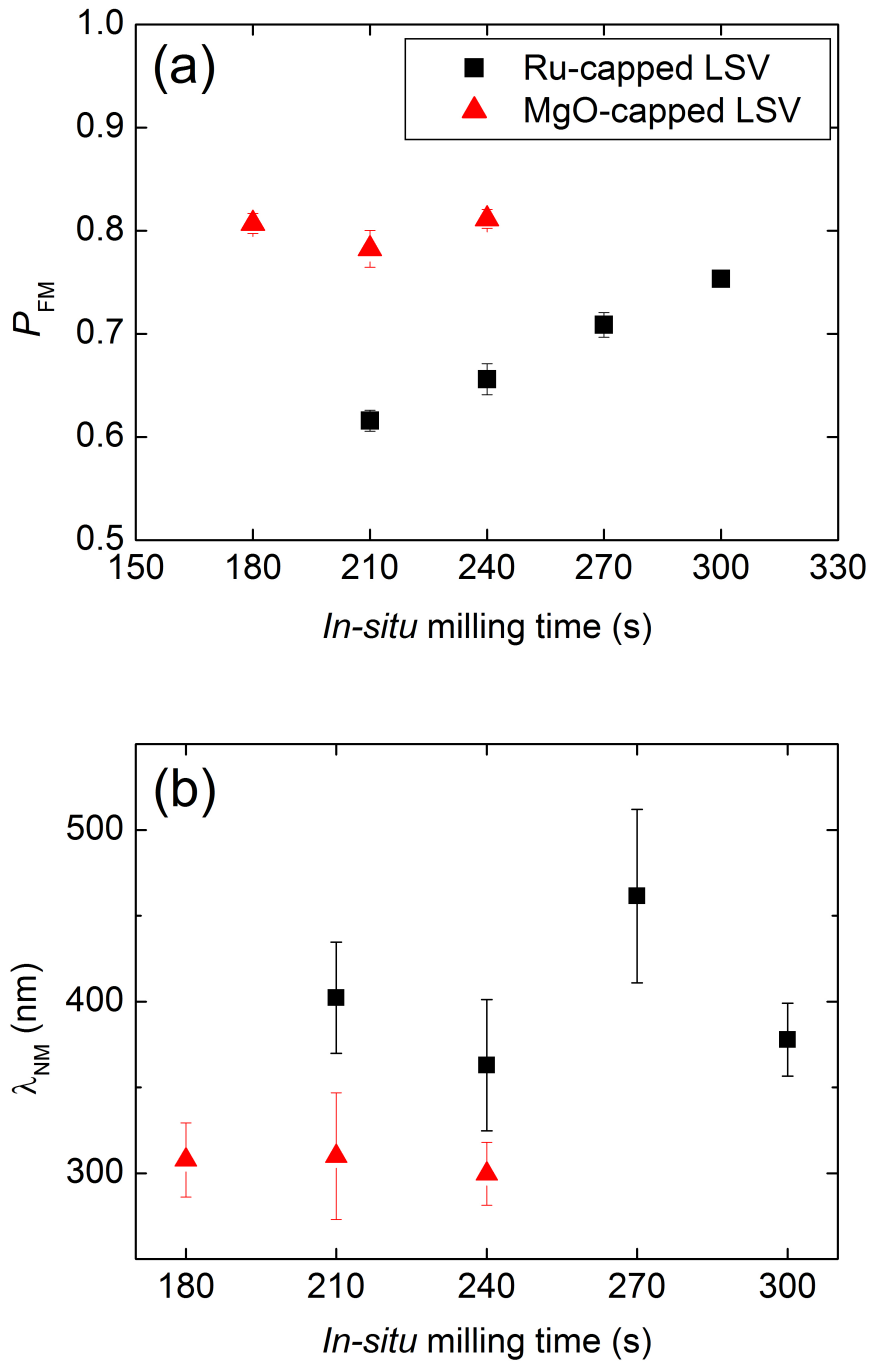 (a)
Ru-capped LSV
MgO-capped LSV
1.0
0.9
0.8
0.7
0.6
0.5
P_FM
150 180 210 240 270 300 330
In-situ milling time (s)
(b)
500
400
300
λ_NM (nm)
180 210 240 270 300
In-situ milling time (s)